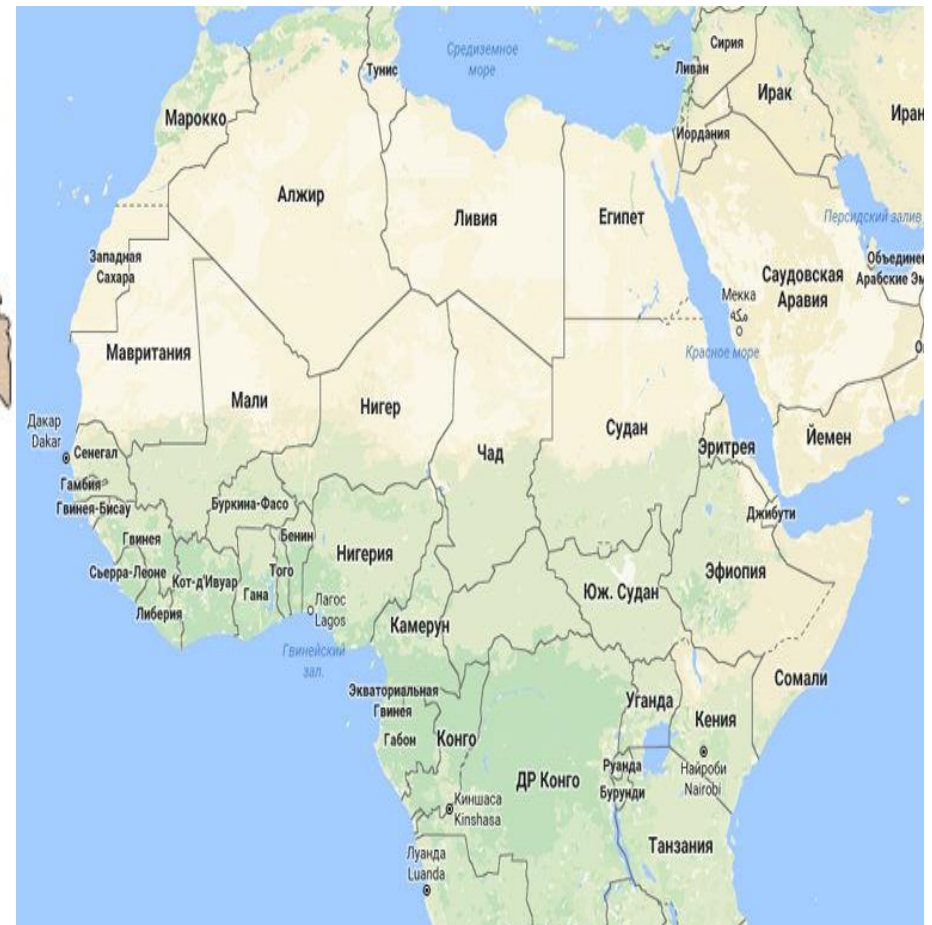 Средиземное
море
Сирия
Ливан
Ирак
Иран
Тунис
Марокко
Иордания
Алжир
Ливия
Египет
Персидский залив
Западная
Сахара
Объединен
Арабские Эм
Саудовская
Аравия
Мекка
مكة
Красное море
Мавритания
Мали
Нигер
Чад
Судан
Эритрея
Йемен
Дакар
Dakar
Сенегал
Гамбия
Гвинея-Бисау
Буркина-Фасо
Джибути
Гвинея
Бенин
Нигерия
Сьерра-Леоне
Кот-д'Ивуар
Того
Гана
Эфиопия
Юж. Судан
Либерия
Лагос
Lagos
Камерун
Гвинейский
зал.
Сомали
Экваториальная
Гвинея
Уганда
Кения
Габон
Конго
ДР Конго
Руанда
Найроби
Nairobi
Бурунди
Киншаса
Kinshasa
Танзания
Луанда
Luanda